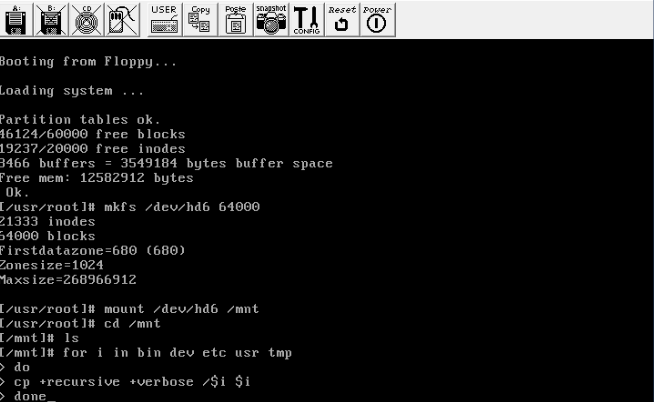 A: B: CD USER Copy Paste snapshot CONFIG Reset Power
Booting from Floppy...
Loading system ...
Partition tables ok.
46124/60000 free blocks
19237/20000 free inodes
3466 buffers = 3549184 bytes buffer space
Free mem: 12582912 bytes
Ok.
[/usr/root]# mkfs /dev/hd6 64000
21333 inodes
64000 blocks
Firstdatazone=680 (680)
Zonesize=1024
Maxsize=268966912
[/usr/root]# mount /dev/hd6 /mnt
[/usr/root]# cd /mnt
[/mnt]# ls
[/mnt]# for i in bin dev etc usr tmp
> do
> cp +recursive +verbose /$i $i
> done_